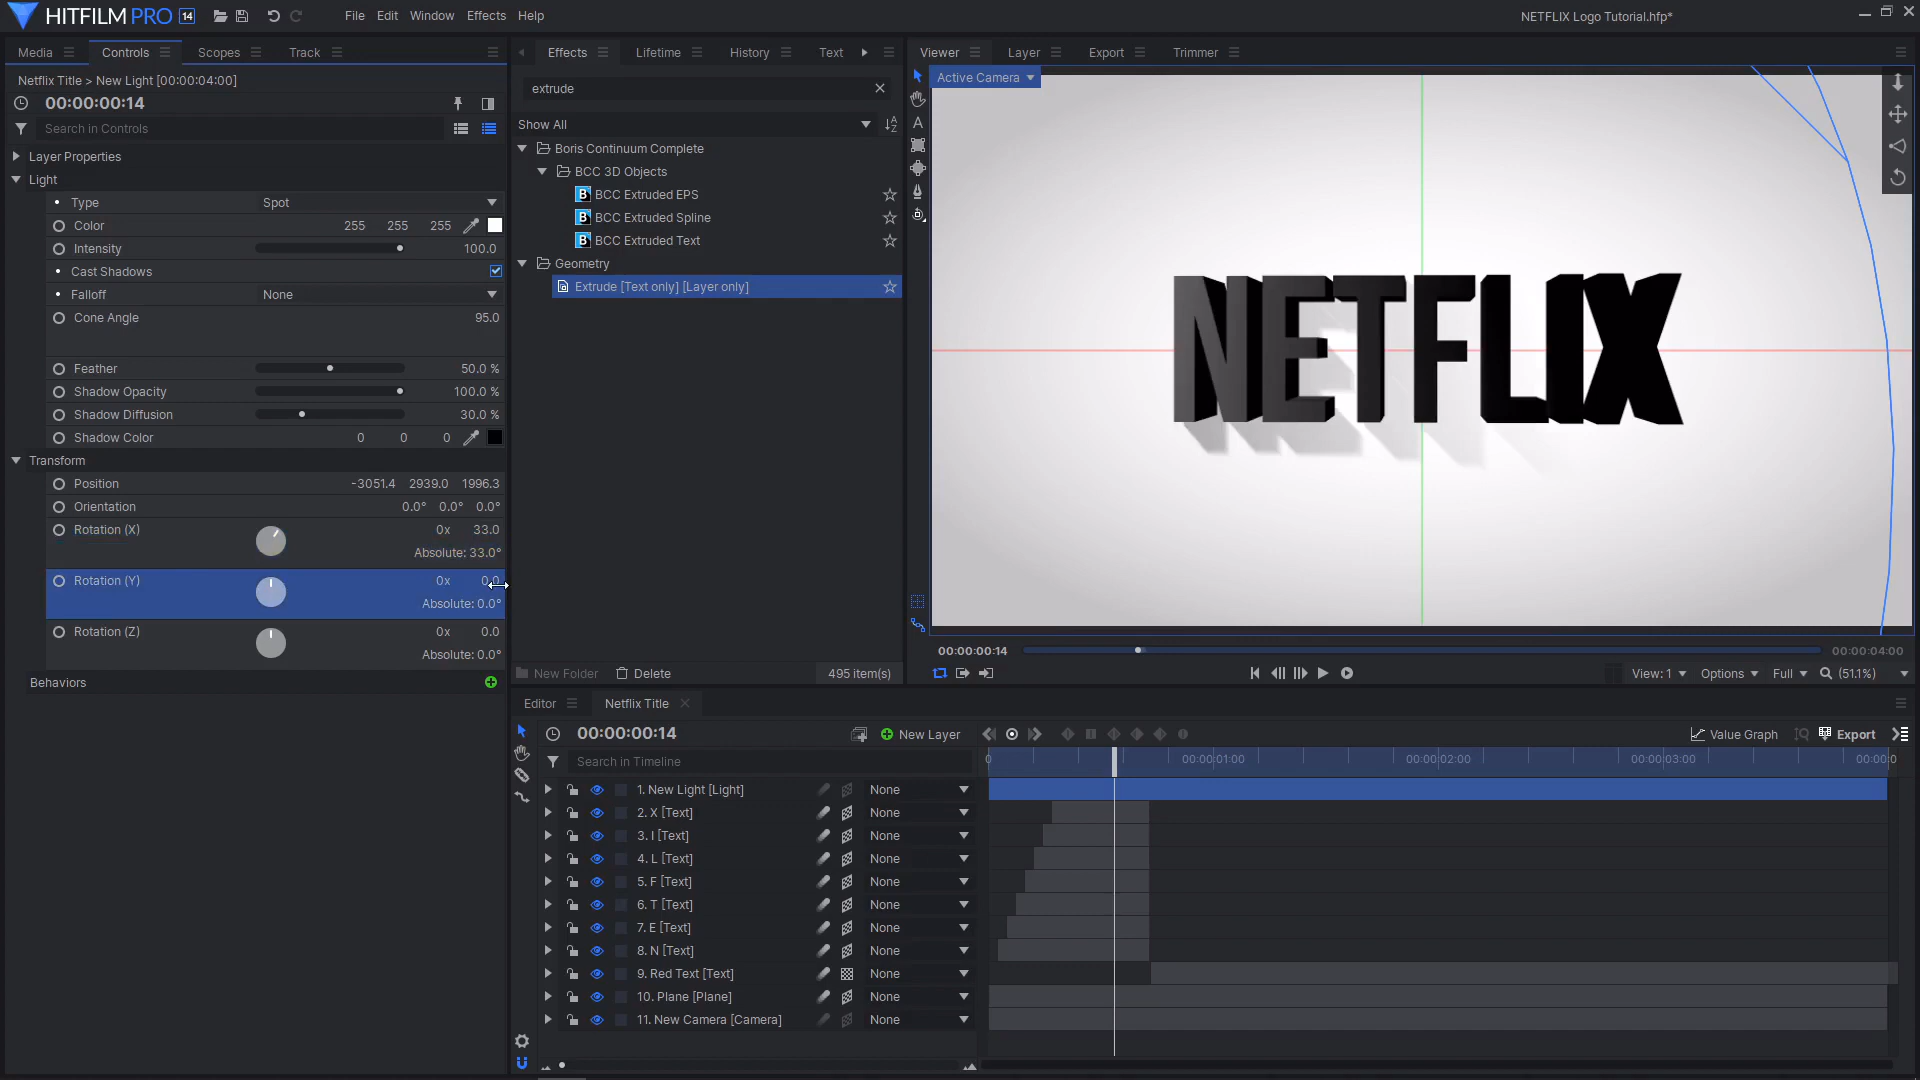 HITFILM PRO 14
File Edit Window Effects Help
NETFLIX Logo Tutorial.hfp*
Media Controls Scopes Track
Netflix Title > New Light [00:00:04:00]
00:00:00:14
Search in Controls
Layer Properties
Light
Type Spot
Color 255 255 255
Intensity 100.0
Cast Shadows
Falloff None
Cone Angle 95.0
Feather 50.0 %
Shadow Opacity 100.0 %
Shadow Diffusion 30.0 %
Shadow Color 0 0 0
Transform
Position -3051.4 2939.0 1996.3
Orientation 0.0° 0.0° 0.0°
Rotation (X) 0x 33.0
Absolute: 33.0°
Rotation (Y) 0x 0.0
Absolute: 0.0°
Rotation (Z) 0x 0.0
Absolute: 0.0°
Behaviors
Effects Lifetime History Text
extrude
Show All
Boris Continuum Complete
BCC 3D Objects
B BCC Extruded EPS
B BCC Extruded Spline
B BCC Extruded Text
Geometry
Extrude [Text only] [Layer only]
New Folder Delete 495 item(s)
Viewer Layer Export Trimmer
Active Camera
NETFLIX
00:00:00:14 00:00:04:00
View: 1 Options Full (51.1%)
Editor Netflix Title
00:00:00:14 New Layer Value Graph Export
Search in Timeline
0 00:00:01:00 00:00:02:00 00:00:03:00 00:00:0
1. New Light [Light] None
2. X [Text] None
3. I [Text] None
4. L [Text] None
5. F [Text] None
6. T [Text] None
7. E [Text] None
8. N [Text] None
9. Red Text [Text] None
10. Plane [Plane] None
11. New Camera [Camera] None